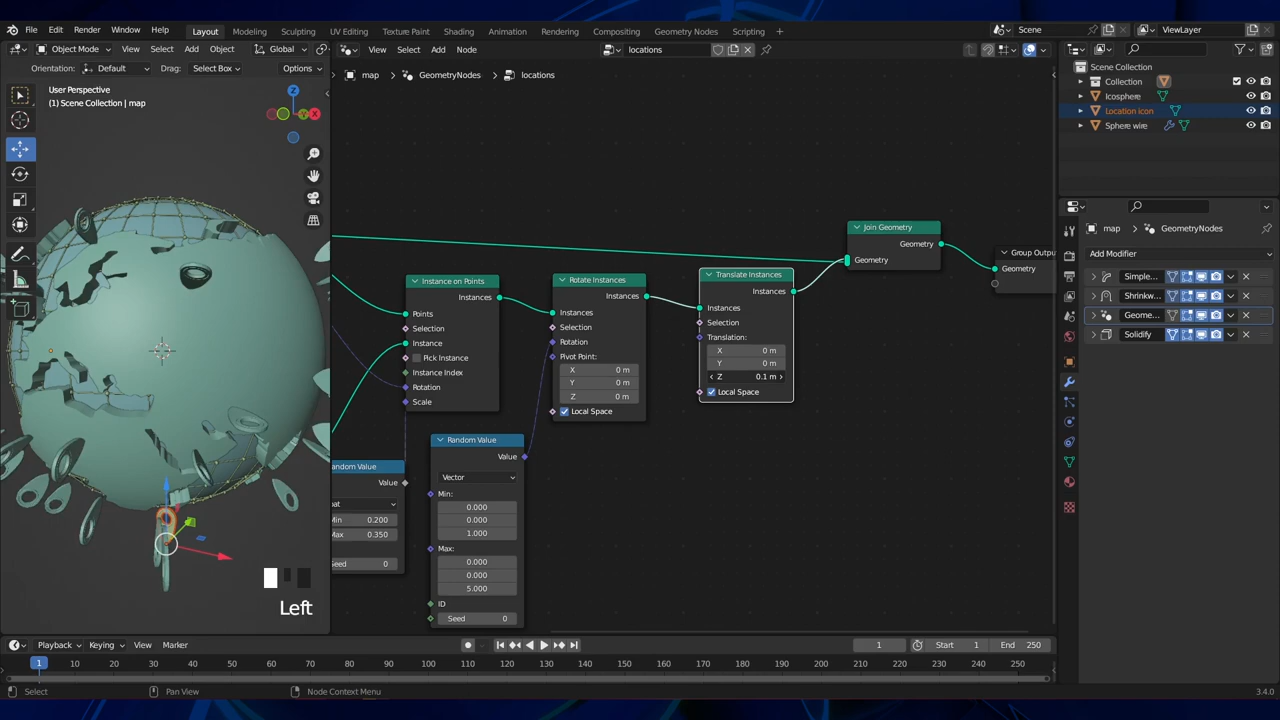 File Edit Render Window Help Layout Modeling Sculpting UV Editing Texture Paint Shading Animation Rendering Compositing Geometry Nodes Scripting + Scene ViewLayer
Object Mode View Select Add Object Global View Select Add Node locations
Orientation: Default Drag: Select Box Options
map > GeometryNodes > locations
Scene Collection
Collection
Icosphere
Location icon
Sphere wire
User Perspective
(1) Scene Collection | map
Z
Y
X
Join Geometry
Geometry
Geometry
Group Outpu
Geometry
Instance on Points
Instances
Points
Selection
Instance
Pick Instance
Instance Index
Rotation
Scale
Rotate Instances
Instances
Instances
Selection
Rotation
Pivot Point:
X 0 m
Y 0 m
Z 0 m
Local Space
Translate Instances
Instances
Instances
Selection
Translation:
X 0 m
Y 0 m
Z 0.1 m
Local Space
andom Value
Value
oat
Min 0.200
Max 0.350
Seed 0
Random Value
Value
Vector
Min:
0.000
0.000
1.000
Max:
0.000
0.000
5.000
ID
Seed 0
map > GeometryNodes
Add Modifier
Simple...
Shrinkw...
Geome...
Solidify
Left
Playback Keying View Marker 1 Start 1 End 250
1 10 20 30 40 50 60 70 80 90 100 110 120 130 140 150 160 170 180 190 200 210 220 230 240 250
Select Pan View Node Context Menu 3.4.0